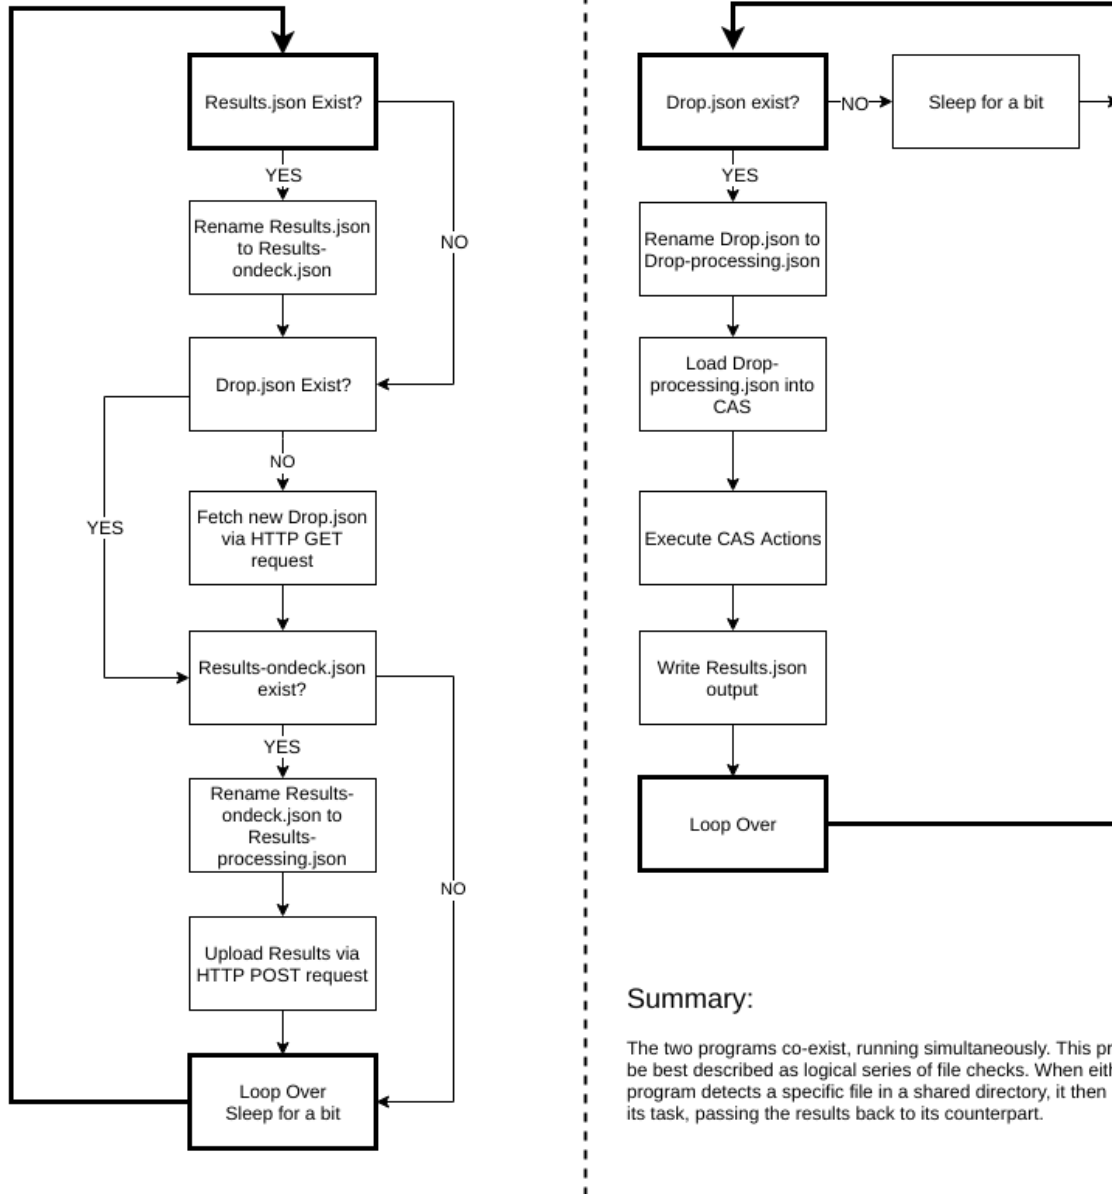 Results.json Exist?
YES
NO
Rename Results.json
to Results-
ondeck.json
Drop.json Exist?
NO
YES
Fetch new Drop.json
via HTTP GET
request
Results-ondeck.json
exist?
YES
NO
Rename Results-
ondeck.json to
Results-
processing.json
Upload Results via
HTTP POST request
Loop Over
Sleep for a bit
Drop.json exist?
NO
Sleep for a bit
YES
Rename Drop.json to
Drop-processing.json
Load Drop-
processing.json into
CAS
Execute CAS Actions
Write Results.json
output
Loop Over
Summary:
The two programs co-exist, running simultaneously. This pr
be best described as logical series of file checks. When eith
program detects a specific file in a shared directory, it then
its task, passing the results back to its counterpart.